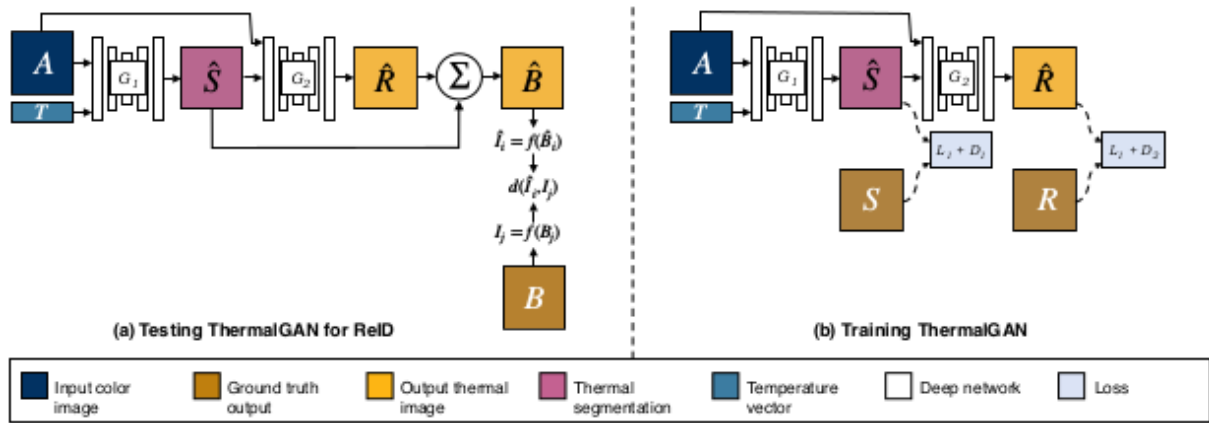 A
T
G₁
Ŝ
G₂
R̂
Σ
B̂
Îᵢ = f(B̂ᵢ)
d(Îᵢ,Iⱼ)
Iⱼ = f(Bⱼ)
B
(a) Testing ThermalGAN for ReID
A
T
G₁
Ŝ
G₂
R̂
L₁ + D₁
L₁ + D₂
S
R
(b) Training ThermalGAN
Input color
image
Ground truth
output
Output thermal
image
Thermal
segmentation
Temperature
vector
Deep network
Loss